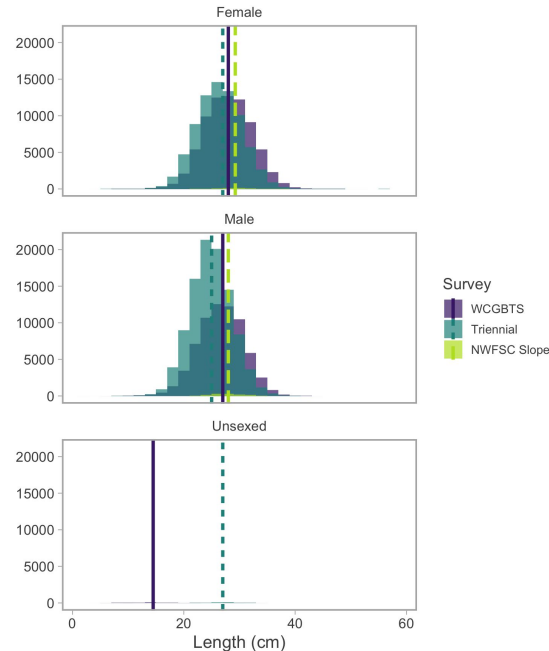 Female
20000
15000
10000
5000
0
Male
20000
15000
10000
5000
0
Survey
WCGBTS
Triennial
NWFSC Slope
Unsexed
20000
15000
10000
5000
0
0 20 40 60
Length (cm)